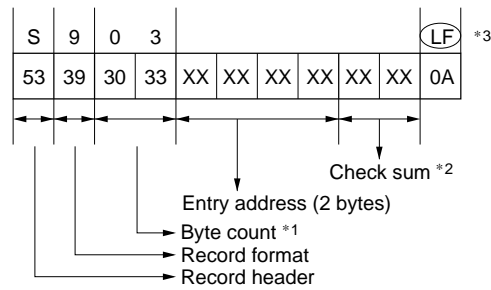 S 9 0 3 LF *3
53 39 30 33 XX XX XX XX XX XX 0A
Check sum *2
Entry address (2 bytes)
Byte count *1
Record format
Record header